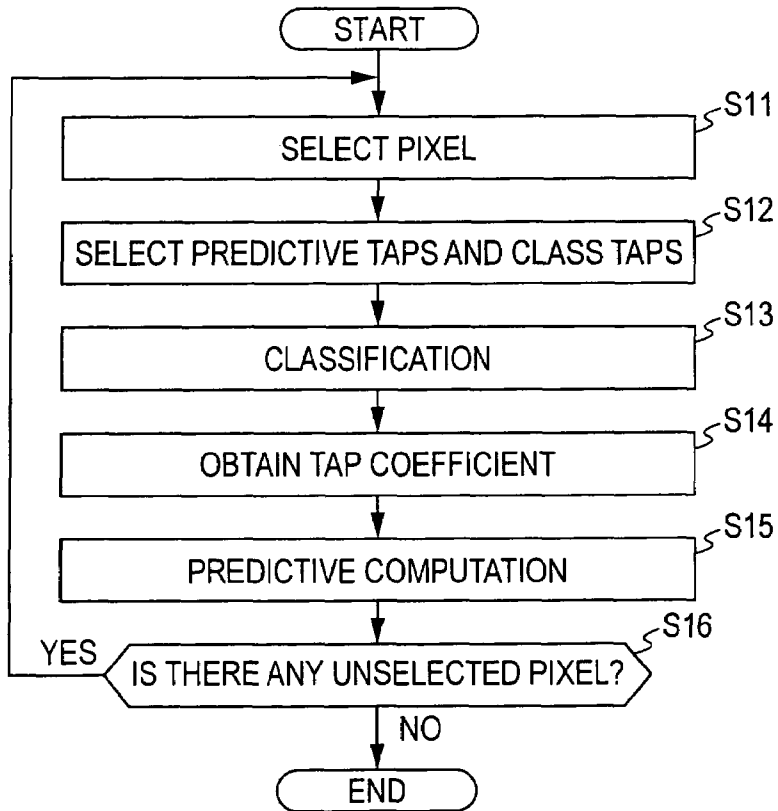 START
S11
SELECT PIXEL
S12
SELECT PREDICTIVE TAPS AND CLASS TAPS
S13
CLASSIFICATION
S14
OBTAIN TAP COEFFICIENT
S15
PREDICTIVE COMPUTATION
S16
YES
IS THERE ANY UNSELECTED PIXEL?
NO
END